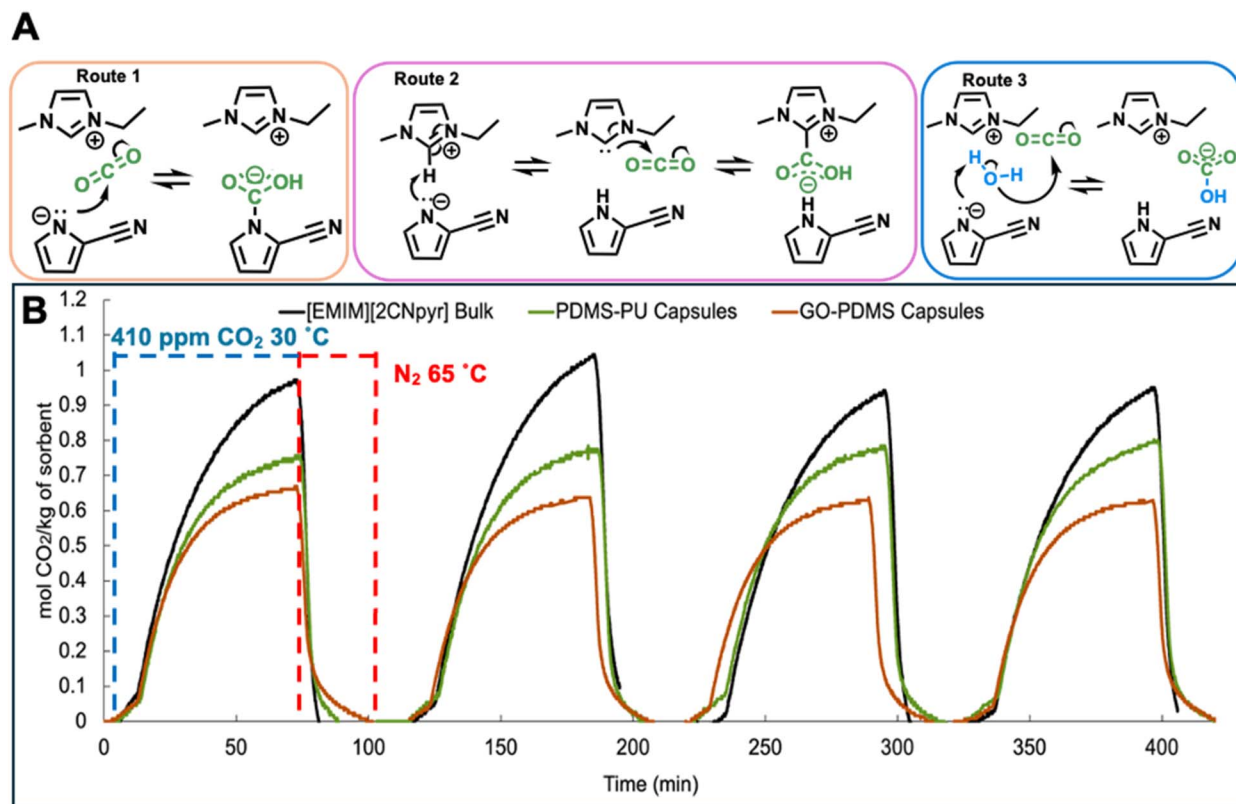 A
Route 1
Route 2
Route 3
N
N
⊕
O=C=O
⊖
N
N
N
N
⊕
O
C
⊖
OH
N
N
N
N
⊕
H
⊖
N
N
N
N
O=C=O
H
N
N
N
N
⊕
O
C
⊖
OH
H
N
N
N
N
⊕
O=C=O
H
O
H
⊖
N
N
N
N
⊕
⊖
O
C
O
OH
H
N
N
B
[EMIM][2CNpyr] Bulk
PDMS-PU Capsules
GO-PDMS Capsules
410 ppm CO₂ 30 ˚C
N₂ 65 ˚C
mol CO₂/kg of sorbent
1.2
1.1
1
0.9
0.8
0.7
0.6
0.5
0.4
0.3
0.2
0.1
0
0 50 100 150 200 250 300 350 400
Time (min)